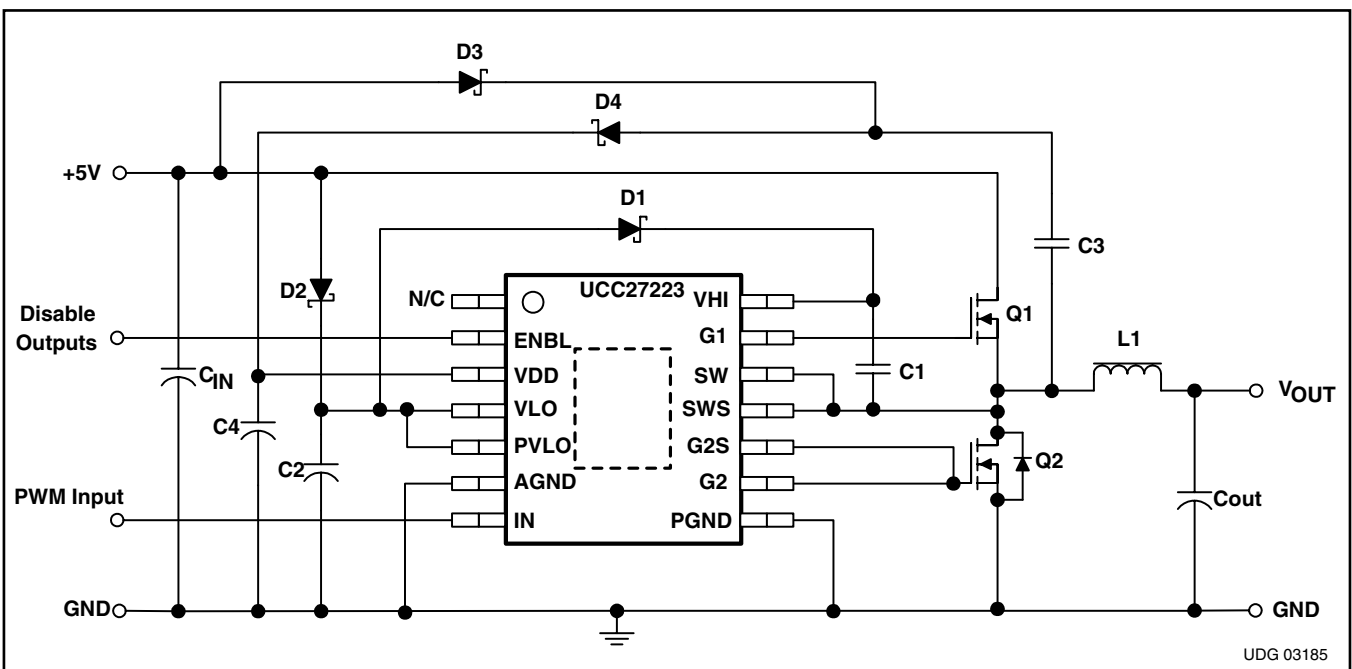 D3
D4
+5V
D1
C3
D2
N/C
UCC27223
VHI
Disable
Outputs
ENBL
G1
Q1
L1
CIN
VDD
SW
C1
VLO
SWS
VOUT
C4
PVLO
G2S
C2
AGND
G2
Q2
PWM Input
IN
PGND
Cout
GND
GND
UDG 03185